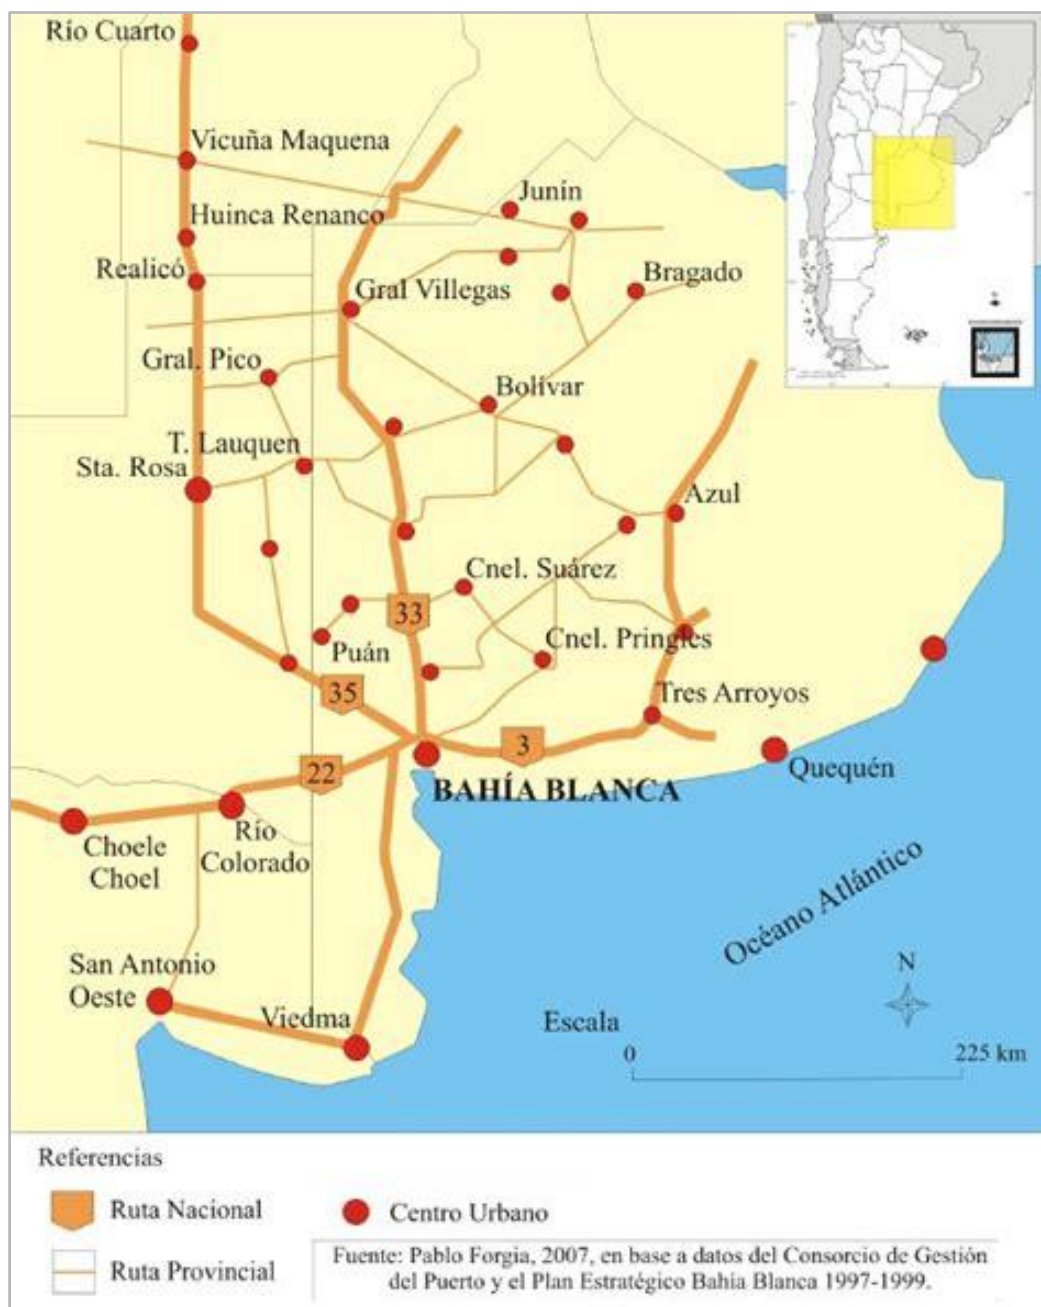 Río Cuarto
Vicuña Maquena
Junín
Huinca Renanco
Realicó
Bragado
Gral Villegas
Gral. Pico
Bolívar
T. Lauquen
Sta. Rosa
Azul
Cnel. Suárez
33
Cnel. Pringles
Puán
35
Tres Arroyos
3
22
Quequén
BAHÍA BLANCA
Río
Colorado
Choele
Choel
Océano Atlántico
San Antonio
Oeste
N
Viedma
Escala
0
225 km
Referencias
Ruta Nacional
Centro Urbano
Ruta Provincial
Fuente: Pablo Forgia, 2007, en base a datos del Consorcio de Gestión
del Puerto y el Plan Estratégico Bahía Blanca 1997-1999.